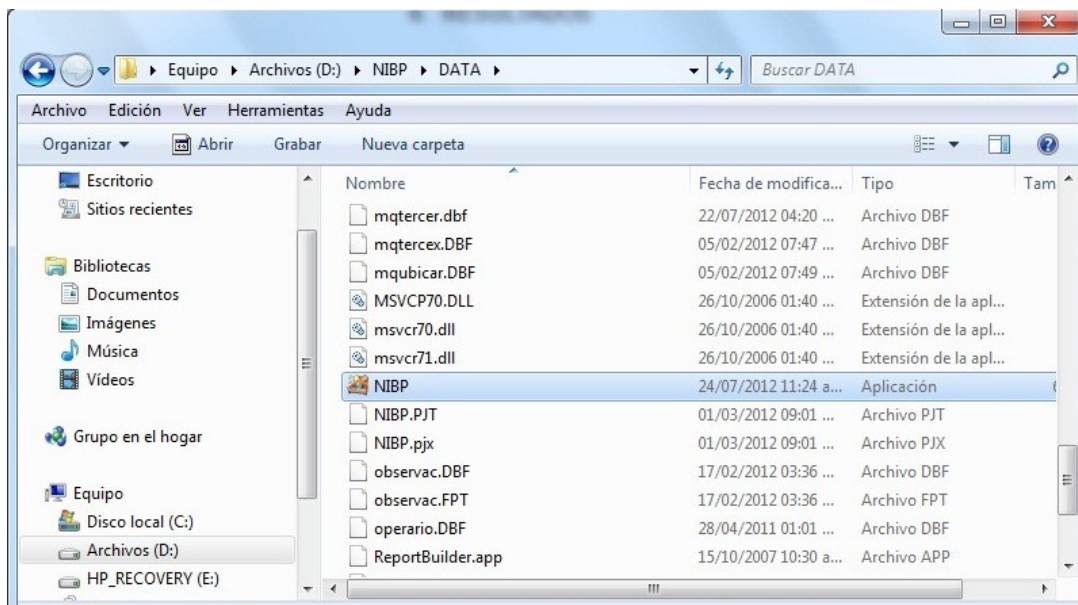 6 RESULTADOS
Equipo Archivos (D:) NIBP DATA
Buscar DATA
Archivo Edición Ver Herramientas Ayuda
Organizar Abrir Grabar Nueva carpeta
Escritorio
Sitios recientes
Bibliotecas
Documentos
Imágenes
Música
Vídeos
Grupo en el hogar
Equipo
Disco local (C:)
Archivos (D:)
HP_RECOVERY (E:)
Nombre Fecha de modifica... Tipo Tam
mqtercer.dbf 22/07/2012 04:20 ... Archivo DBF
mqtercex.DBF 05/02/2012 07:47 ... Archivo DBF
mqubicar.DBF 05/02/2012 07:49 ... Archivo DBF
MSVCP70.DLL 26/10/2006 01:40 ... Extensión de la apl...
msvcr70.dll 26/10/2006 01:40 ... Extensión de la apl...
msvcr71.dll 26/10/2006 01:40 ... Extensión de la apl...
NIBP 24/07/2012 11:24 a... Aplicación
NIBP.PJT 01/03/2012 09:01 ... Archivo PJT
NIBP.pjx 01/03/2012 09:01 ... Archivo PJX
observac.DBF 17/02/2012 03:36 ... Archivo DBF
observac.FPT 17/02/2012 03:36 ... Archivo FPT
operario.DBF 28/04/2011 01:01 ... Archivo DBF
ReportBuilder.app 15/10/2007 10:30 a... Archivo APP